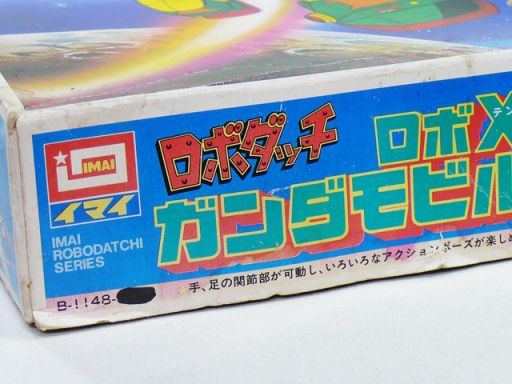 IMAI
イマイ
IMAI
ROBODATCHI
SERIES
B-1148-
ロボダッチ
ロボX
テン
ガンダモビル
手、足の関節部が可動し、いろいろなアクションポーズが楽し